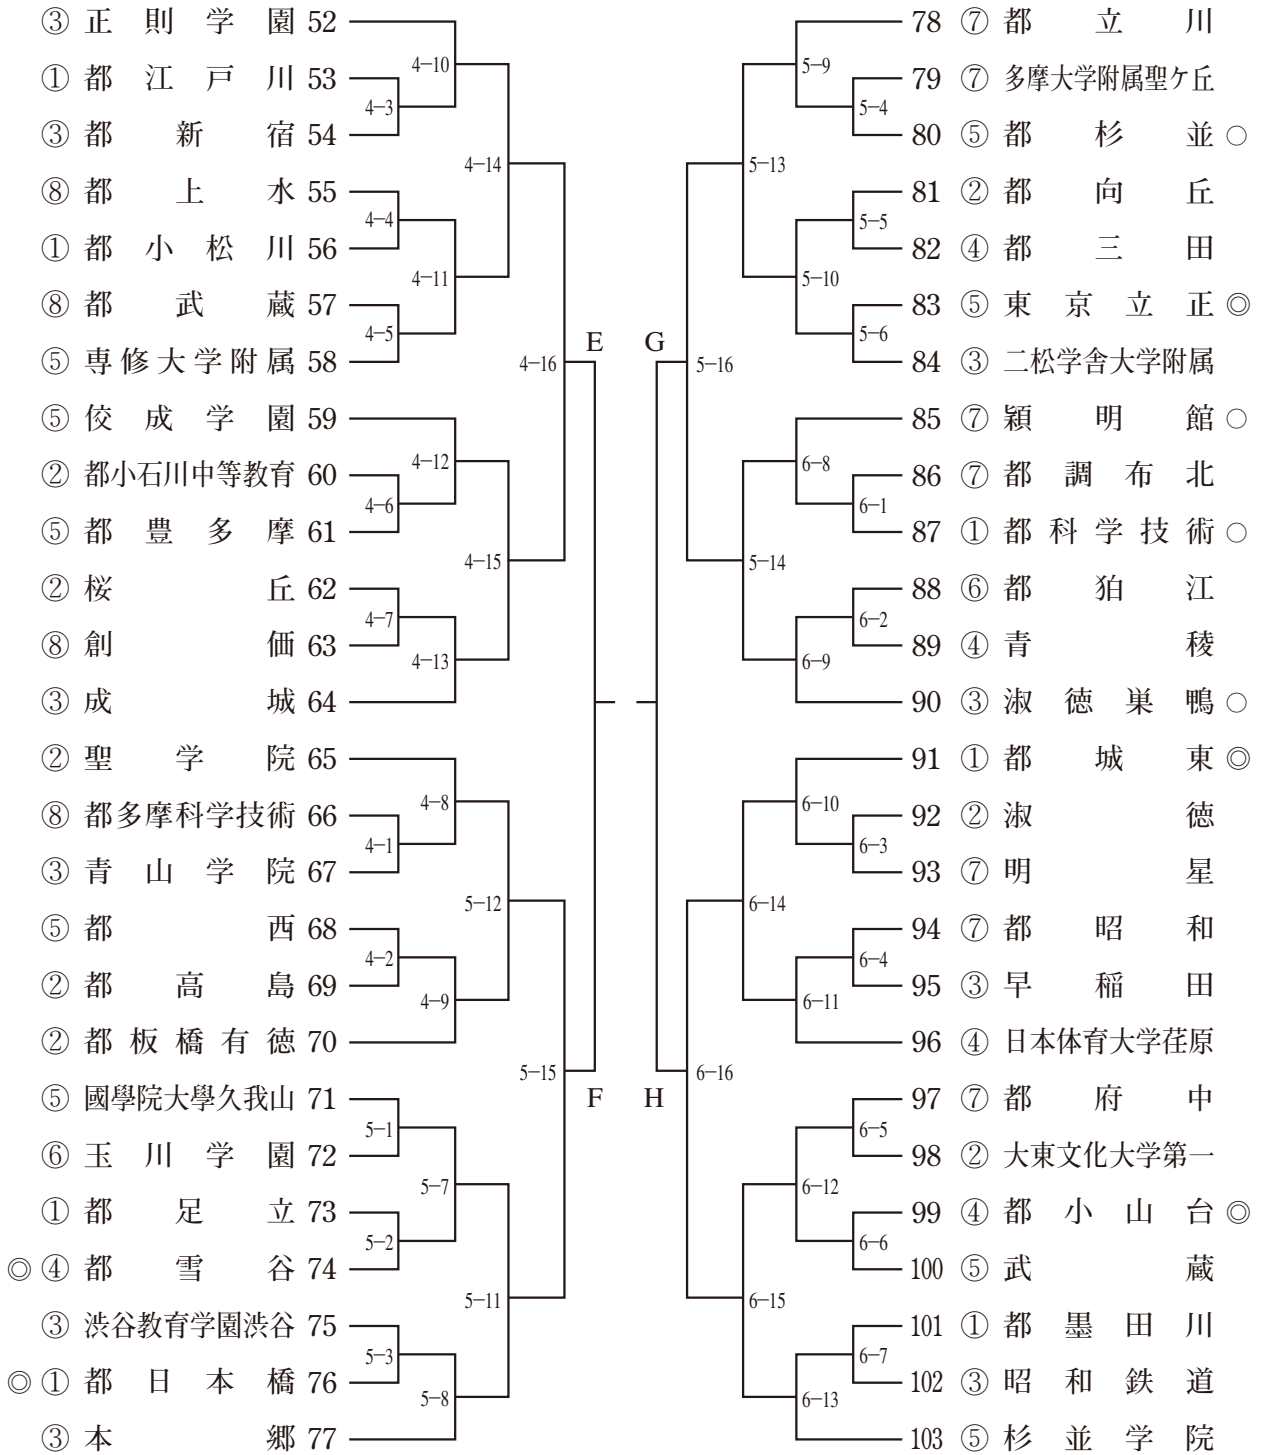 ③ 正則学園 52
① 都江戸川 53
③ 都新宿 54
⑧ 都上水 55
① 都小松川 56
⑧ 都武蔵 57
⑤ 専修大学附属 58
⑤ 佼成学園 59
② 都小石川中等教育 60
⑤ 都豊多摩 61
② 桜丘 62
⑧ 創価 63
③ 成城 64
② 聖学院 65
⑧ 都多摩科学技術 66
③ 青山学院 67
⑤ 都西 68
② 都高島 69
② 都板橋有徳 70
⑤ 國學院大學久我山 71
⑥ 玉川学園 72
① 都足立 73
◎ ④ 都雪谷 74
③ 渋谷教育学園渋谷 75
◎ ① 都日本橋 76
③ 本郷 77
4-10
4-3
4-14
4-4
4-11
4-5
4-16
E
4-12
4-6
4-15
4-7
4-13
4-8
4-1
5-12
4-2
4-9
5-15
F
5-1
5-7
5-2
5-11
5-3
5-8
78 ⑦ 都立川
79 ⑦ 多摩大学附属聖ケ丘
80 ⑤ 都杉並 ○
81 ② 都向丘
82 ④ 都三田
83 ⑤ 東京立正 ◎
84 ③ 二松学舎大学附属
85 ⑦ 穎明館 ○
86 ⑦ 都調布北
87 ① 都科学技術 ○
88 ⑥ 都狛江
89 ④ 青稜
90 ③ 淑徳巣鴨 ○
91 ① 都城東 ◎
92 ② 淑徳
93 ⑦ 明星
94 ⑦ 都昭和
95 ③ 早稲田
96 ④ 日本体育大学荏原
97 ⑦ 都府中
98 ② 大東文化大学第一
99 ④ 都小山台 ◎
100 ⑤ 武蔵
101 ① 都墨田川
102 ③ 昭和鉄道
103 ⑤ 杉並学院
5-9
5-4
5-13
5-5
5-10
5-6
G
5-16
6-8
6-1
5-14
6-2
6-9
6-10
6-3
6-14
6-4
6-11
H
6-16
6-5
6-12
6-6
6-15
6-7
6-13